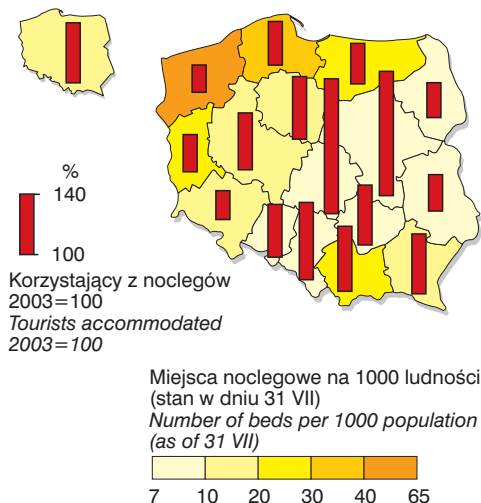 %
140
100
Korzystający z noclegów
2003=100
Tourists accommodated
2003=100
Miejsca noclegowe na 1000 ludności
(stan w dniu 31 VII)
Number of beds per 1000 population
(as of 31 VII)
7 10 20 30 40 65